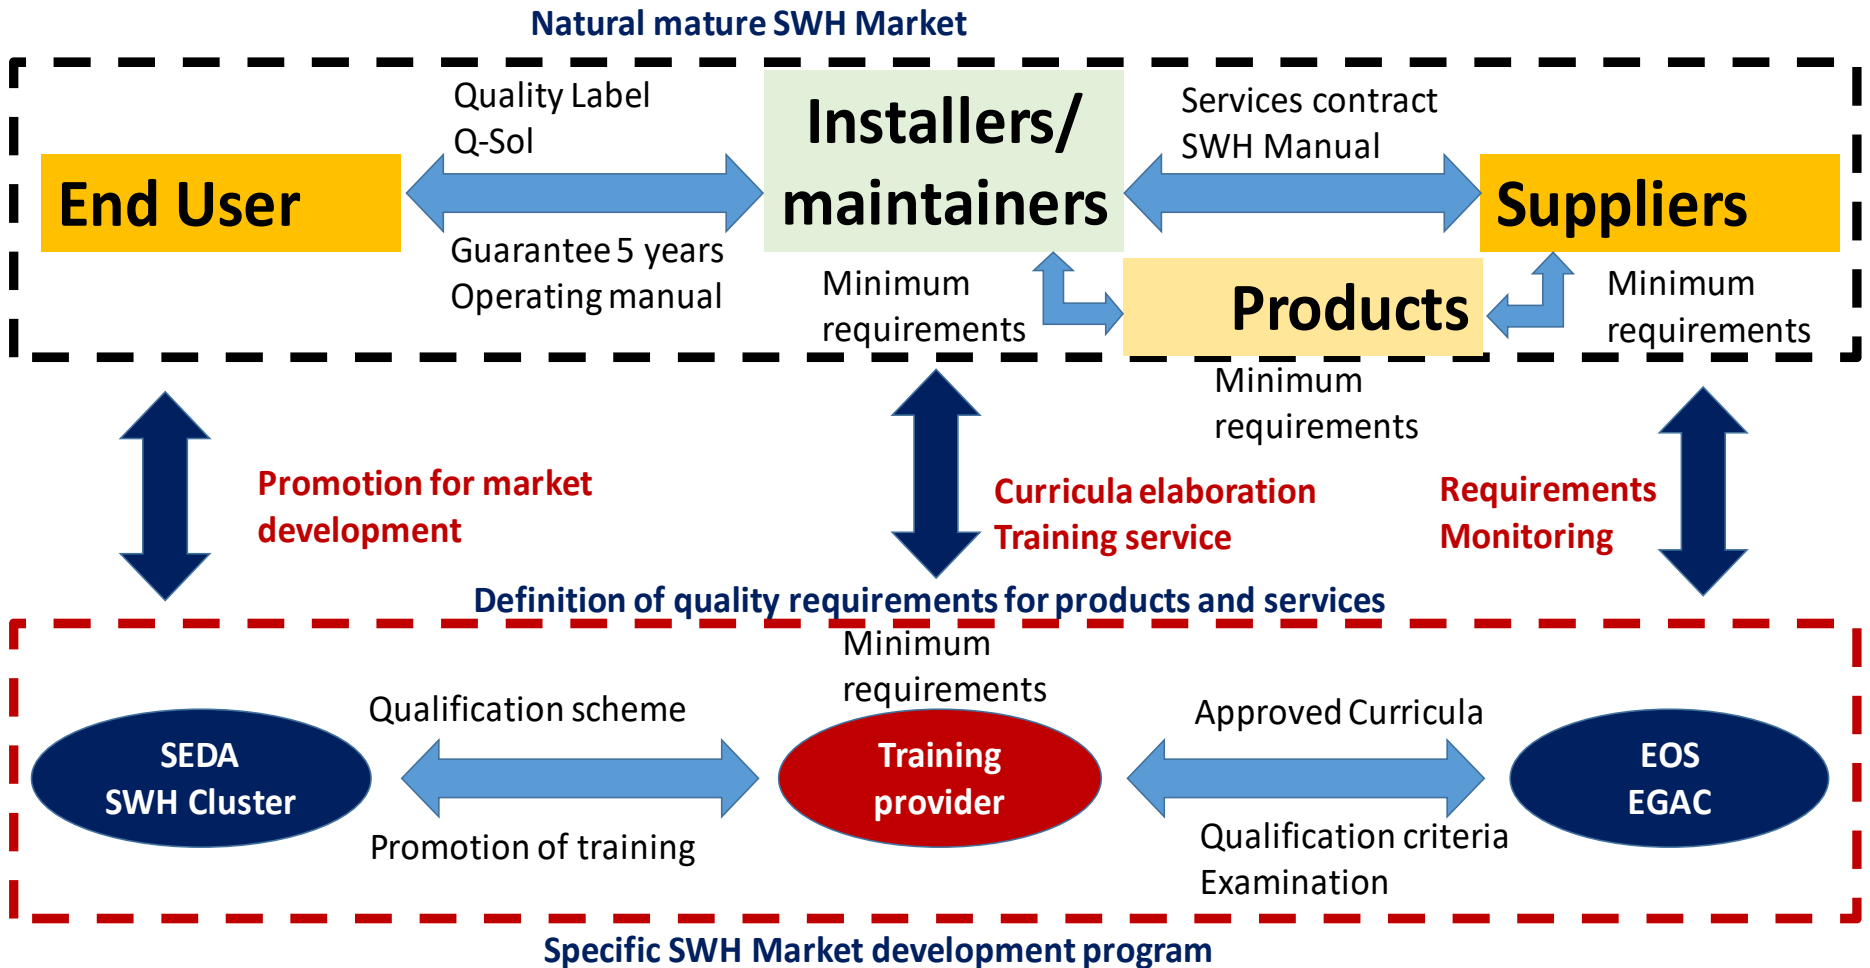 Natural mature SWH Market
Quality Label
Q-Sol
Installers/
maintainers
Services contract
SWH Manual
End User
Suppliers
Guarantee 5 years
Operating manual
Minimum
requirements
Products
Minimum
requirements
Minimum
requirements
Promotion for market
development
Curricula elaboration
Training service
Requirements
Monitoring
Definition of quality requirements for products and services
Minimum
requirements
Qualification scheme
Approved Curricula
SEDA
SWH Cluster
Training
provider
EOS
EGAC
Promotion of training
Qualification criteria
Examination
Specific SWH Market development program